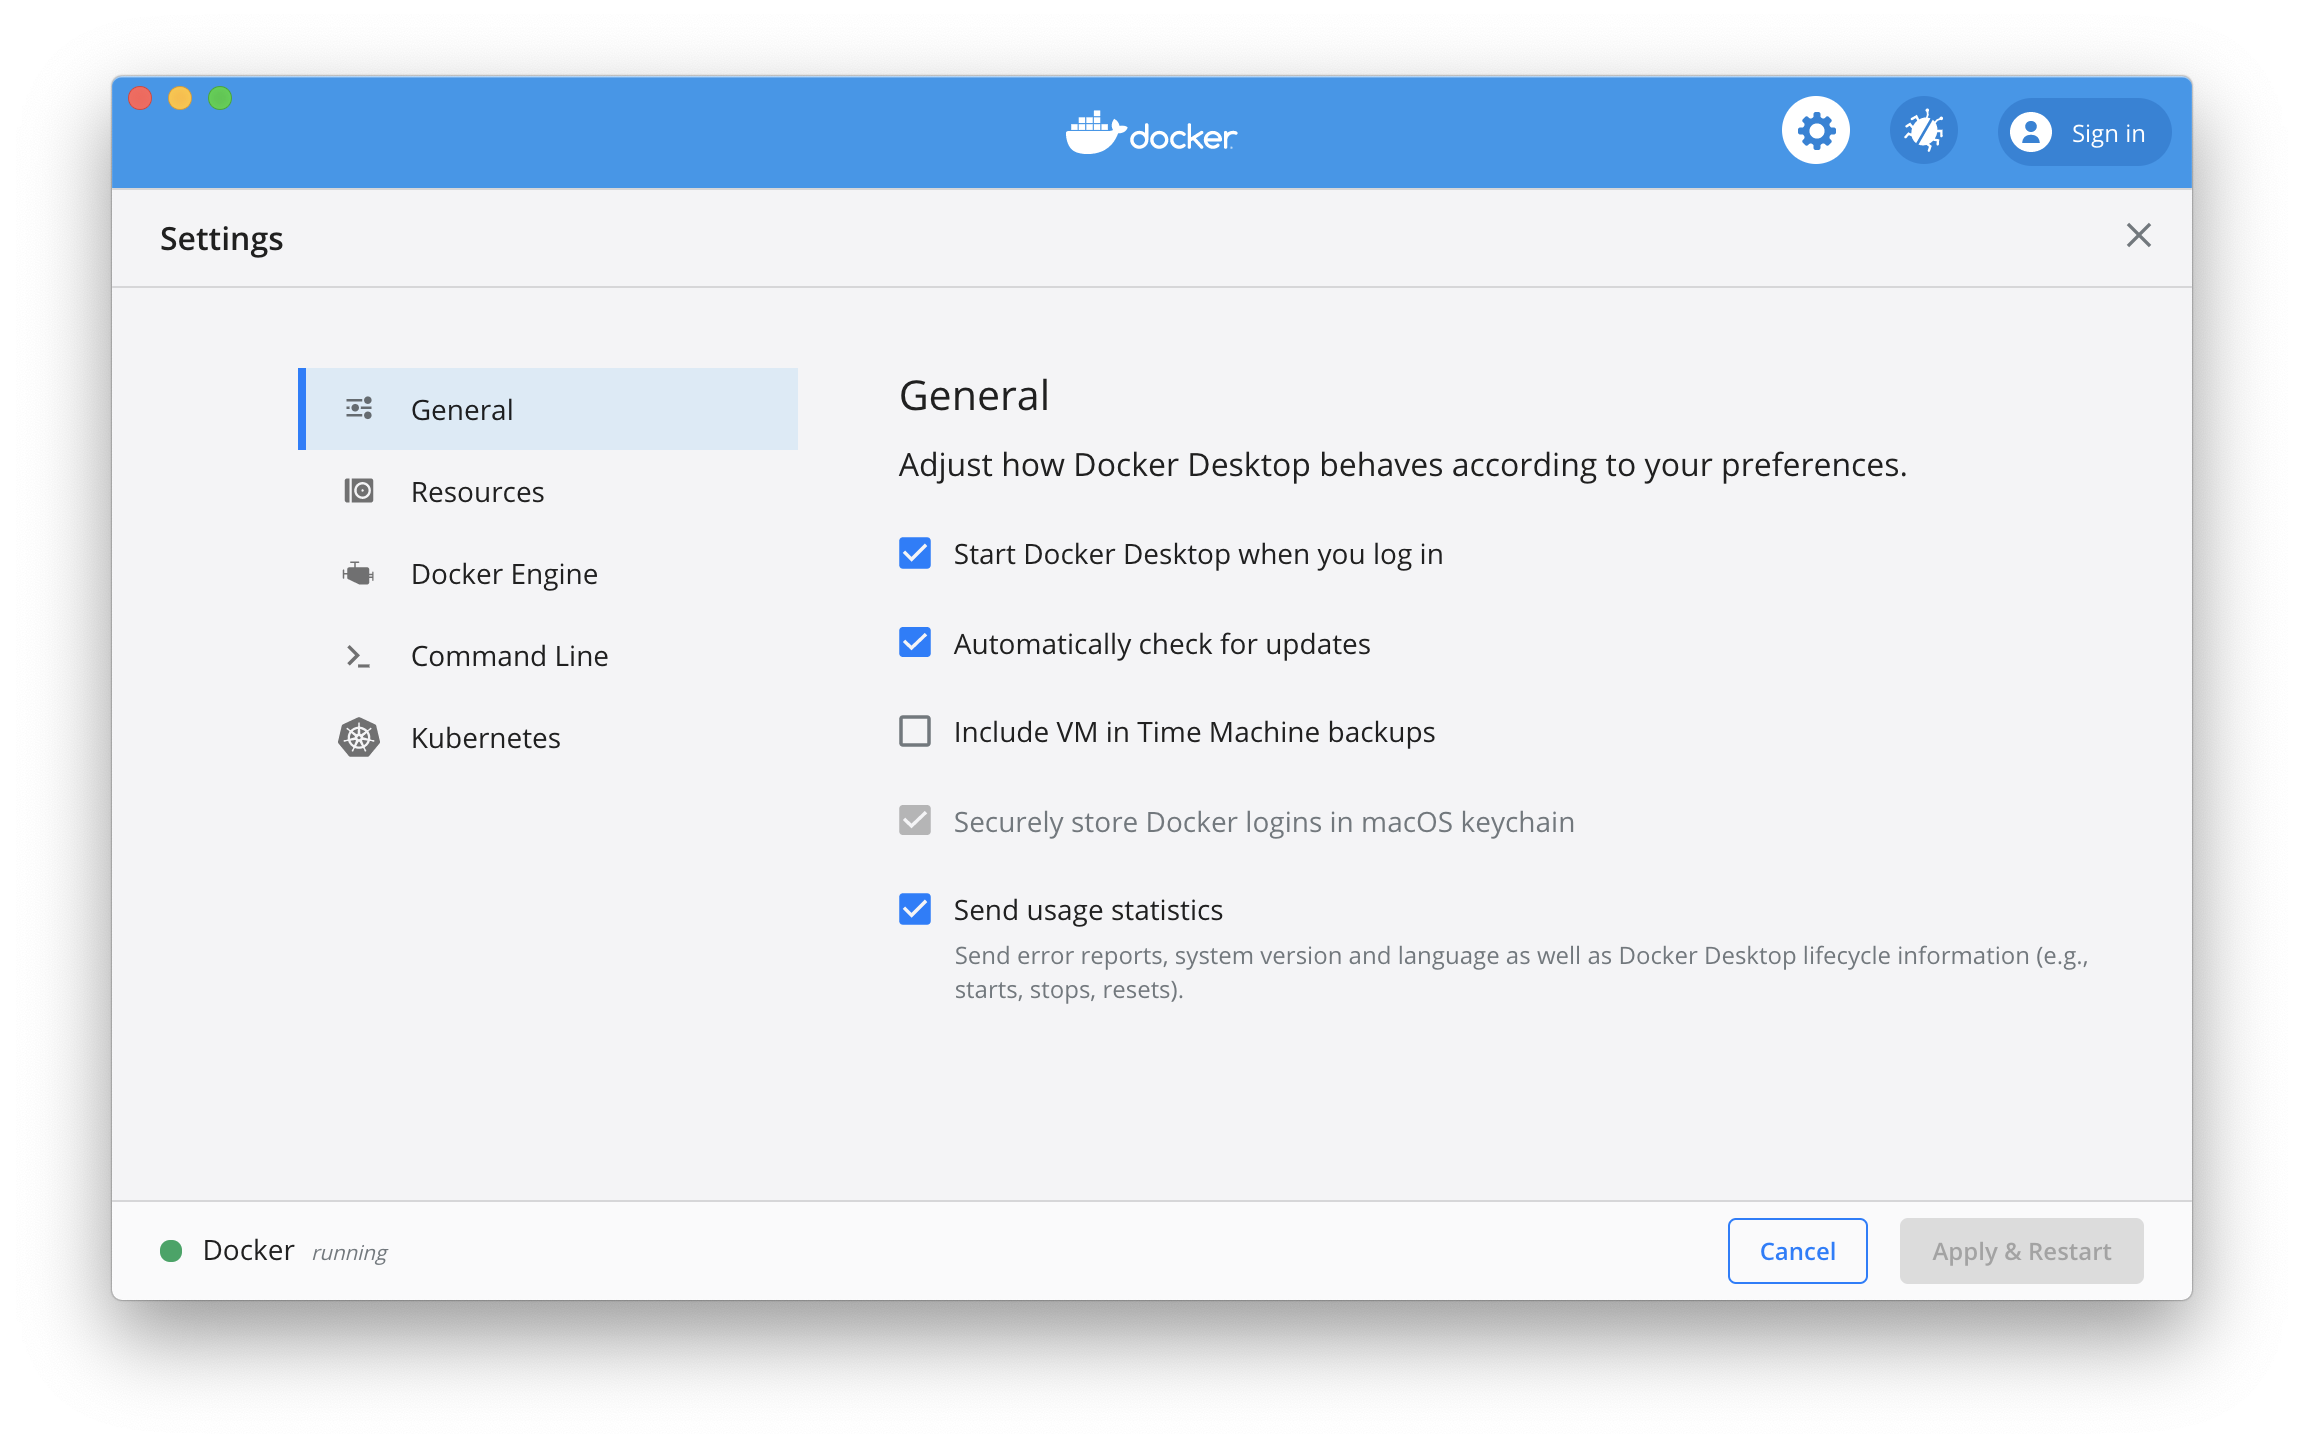 docker
Sign in
Settings
General
Resources
Docker Engine
Command Line
Kubernetes
General
Adjust how Docker Desktop behaves according to your preferences.
Start Docker Desktop when you log in
Automatically check for updates
Include VM in Time Machine backups
Securely store Docker logins in macOS keychain
Send usage statistics
Send error reports, system version and language as well as Docker Desktop lifecycle information (e.g.,
starts, stops, resets).
Docker running
Cancel
Apply & Restart